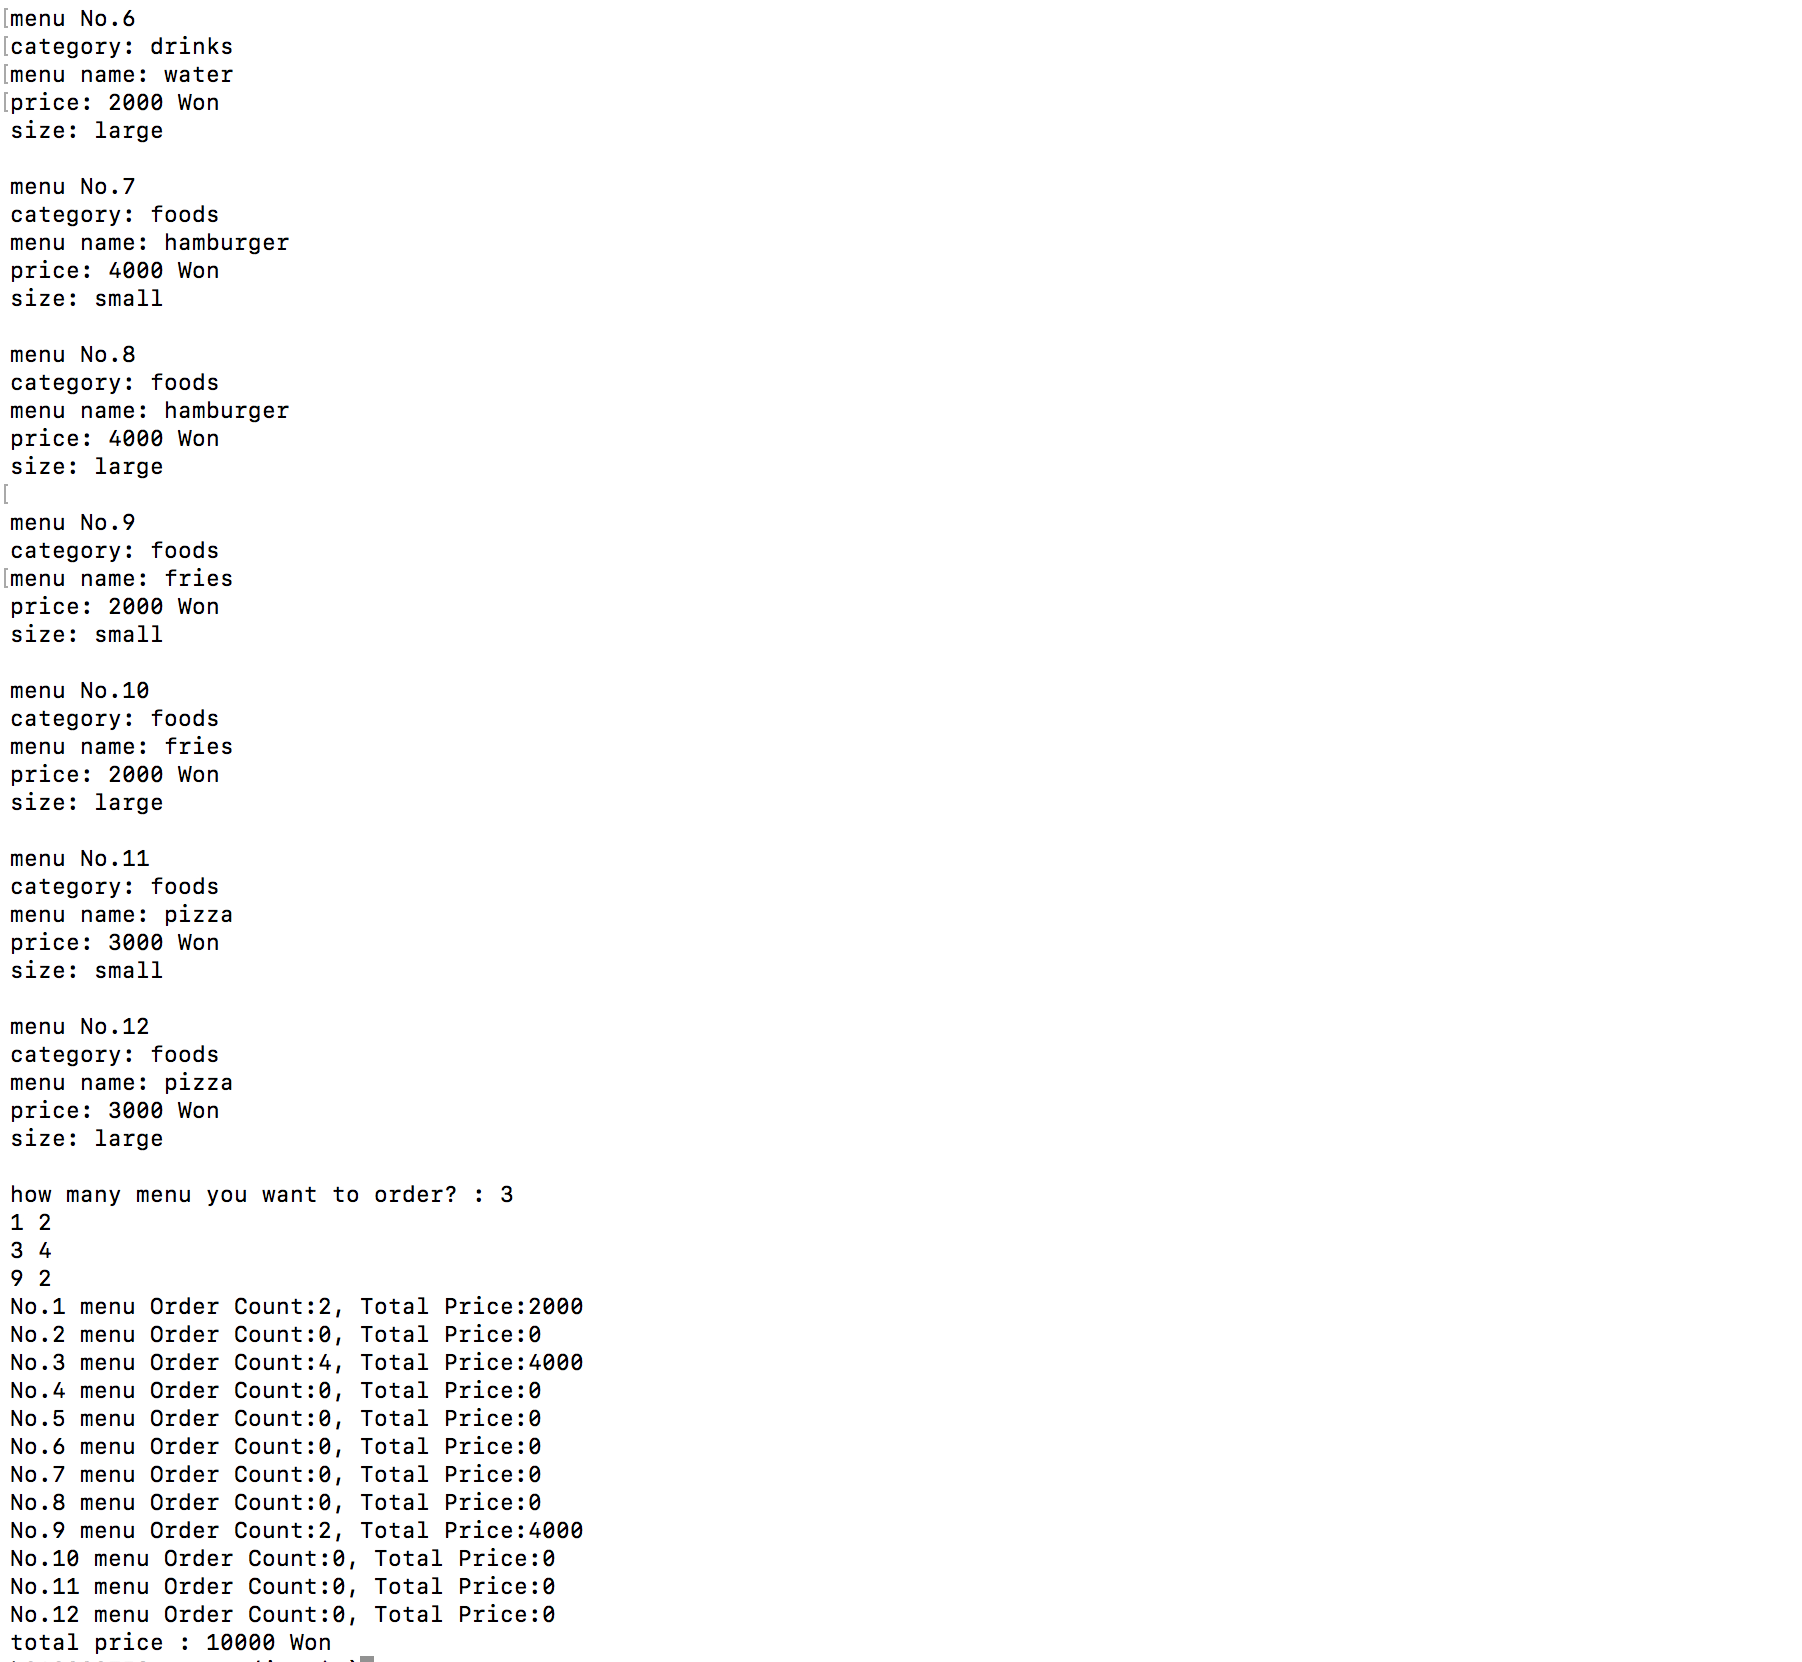 menu No.6
category: drinks
menu name: water
price: 2000 Won
size: large
menu No.7
category: foods
menu name: hamburger
price: 4000 Won
size: small
menu No.8
category: foods
menu name: hamburger
price: 4000 Won
size: large
menu No.9
category: foods
menu name: fries
price: 2000 Won
size: small
menu No.10
category: foods
menu name: fries
price: 2000 Won
size: large
menu No.11
category: foods
menu name: pizza
price: 3000 Won
size: small
menu No.12
category: foods
menu name: pizza
price: 3000 Won
size: large
how many menu you want to order? : 3
1 2
3 4
9 2
No.1 menu Order Count:2, Total Price:2000
No.2 menu Order Count:0, Total Price:0
No.3 menu Order Count:4, Total Price:4000
No.4 menu Order Count:0, Total Price:0
No.5 menu Order Count:0, Total Price:0
No.6 menu Order Count:0, Total Price:0
No.7 menu Order Count:0, Total Price:0
No.8 menu Order Count:0, Total Price:0
No.9 menu Order Count:2, Total Price:4000
No.10 menu Order Count:0, Total Price:0
No.11 menu Order Count:0, Total Price:0
No.12 menu Order Count:0, Total Price:0
total price : 10000 Won